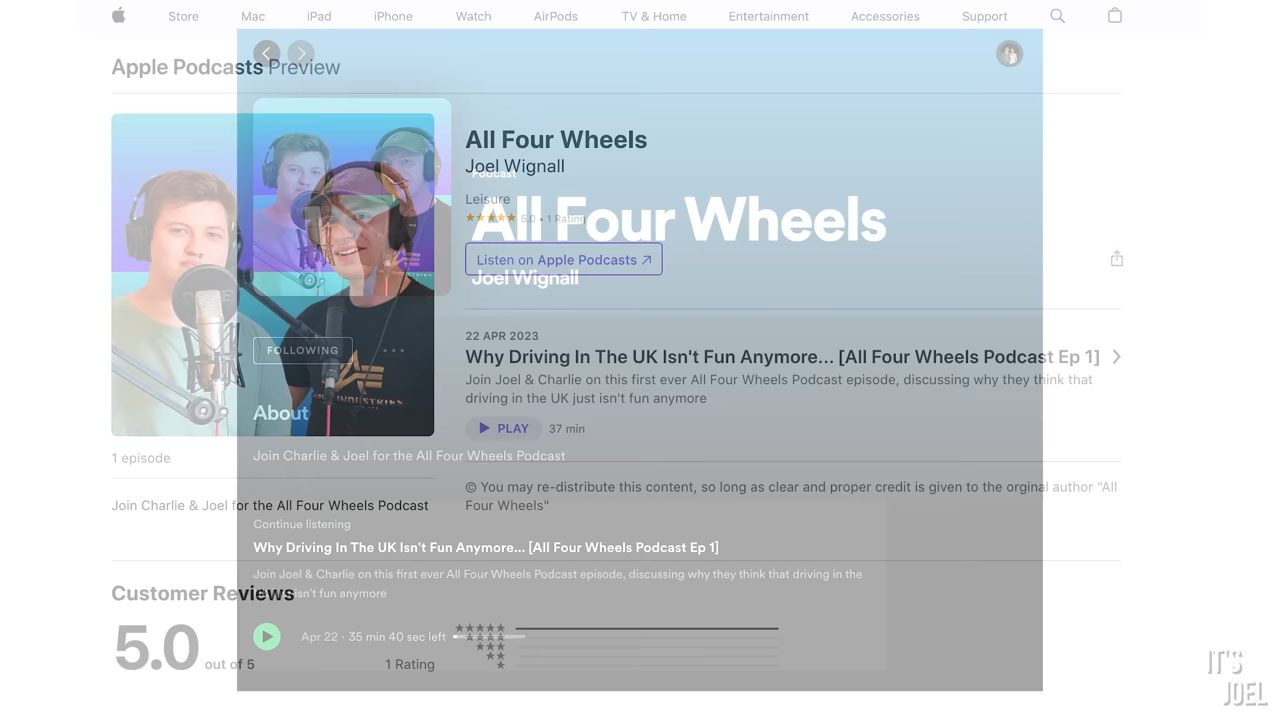 Store Mac iPad iPhone Watch AirPods TV & Home Entertainment Accessories Support
Apple Podcasts Preview
All Four Wheels
Joel Wignall
Podcast
Leisure
★★★★★ 5.0 • 1 Rating
All Four Wheels
Listen on Apple Podcasts ↗
Joel Wignall
22 APR 2023
Why Driving In The UK Isn't Fun Anymore... [All Four Wheels Podcast Ep 1]
Join Joel & Charlie on this first ever All Four Wheels Podcast episode, discussing why they think that
driving in the UK just isn't fun anymore
PLAY 37 min
FOLLOWING
INDUSTRIES
About
1 episode
Join Charlie & Joel for the All Four Wheels Podcast
Join Charlie & Joel for the All Four Wheels Podcast
© You may re-distribute this content, so long as clear and proper credit is given to the orginal author "All
Four Wheels"
Continue listening
Why Driving In The UK Isn't Fun Anymore... [All Four Wheels Podcast Ep 1]
Join Joel & Charlie on this first ever All Four Wheels Podcast episode, discussing why they think that driving in the
isn't fun anymore
Customer Reviews
5.0 out of 5
1 Rating
Apr 22 · 35 min 40 sec left
IT'S
JOEL